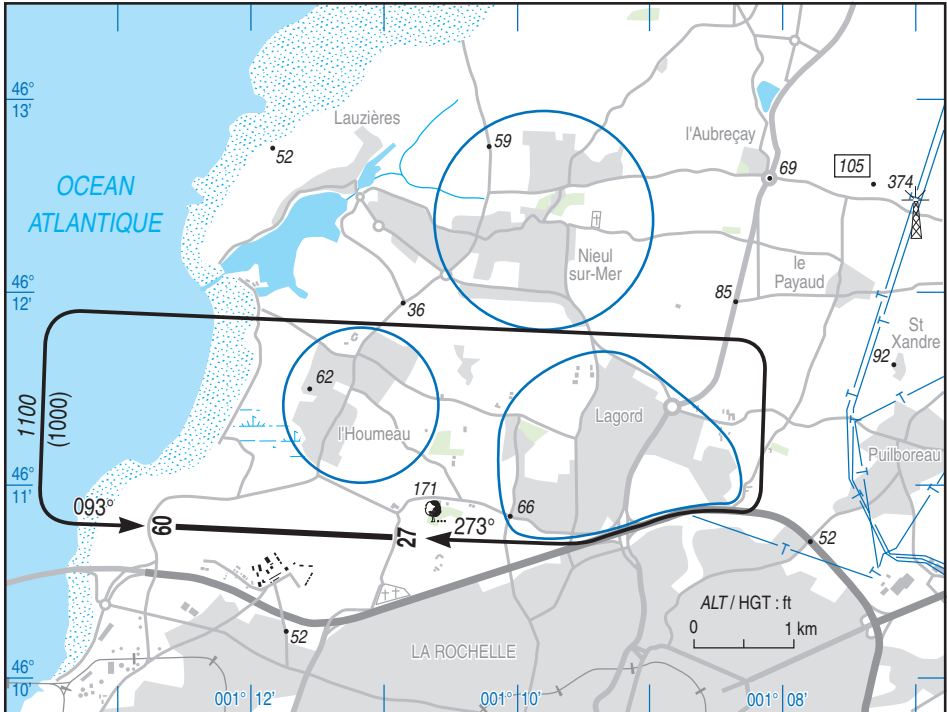 46°
13'
Lauzières
59
52
l'Aubreçay
69
105
374
OCEAN
ATLANTIQUE
Nieul
sur-Mer
le
Payaud
46°
12'
36
85
St
Xandre
92
1100
(1000)
62
l'Houmeau
Lagord
Puilboreau
46°
11'
171
66
093°
09
27
273°
52
ALT / HGT : ft
0 1 km
52
LA ROCHELLE
46°
10'
001° 12'
001° 10'
001° 08'